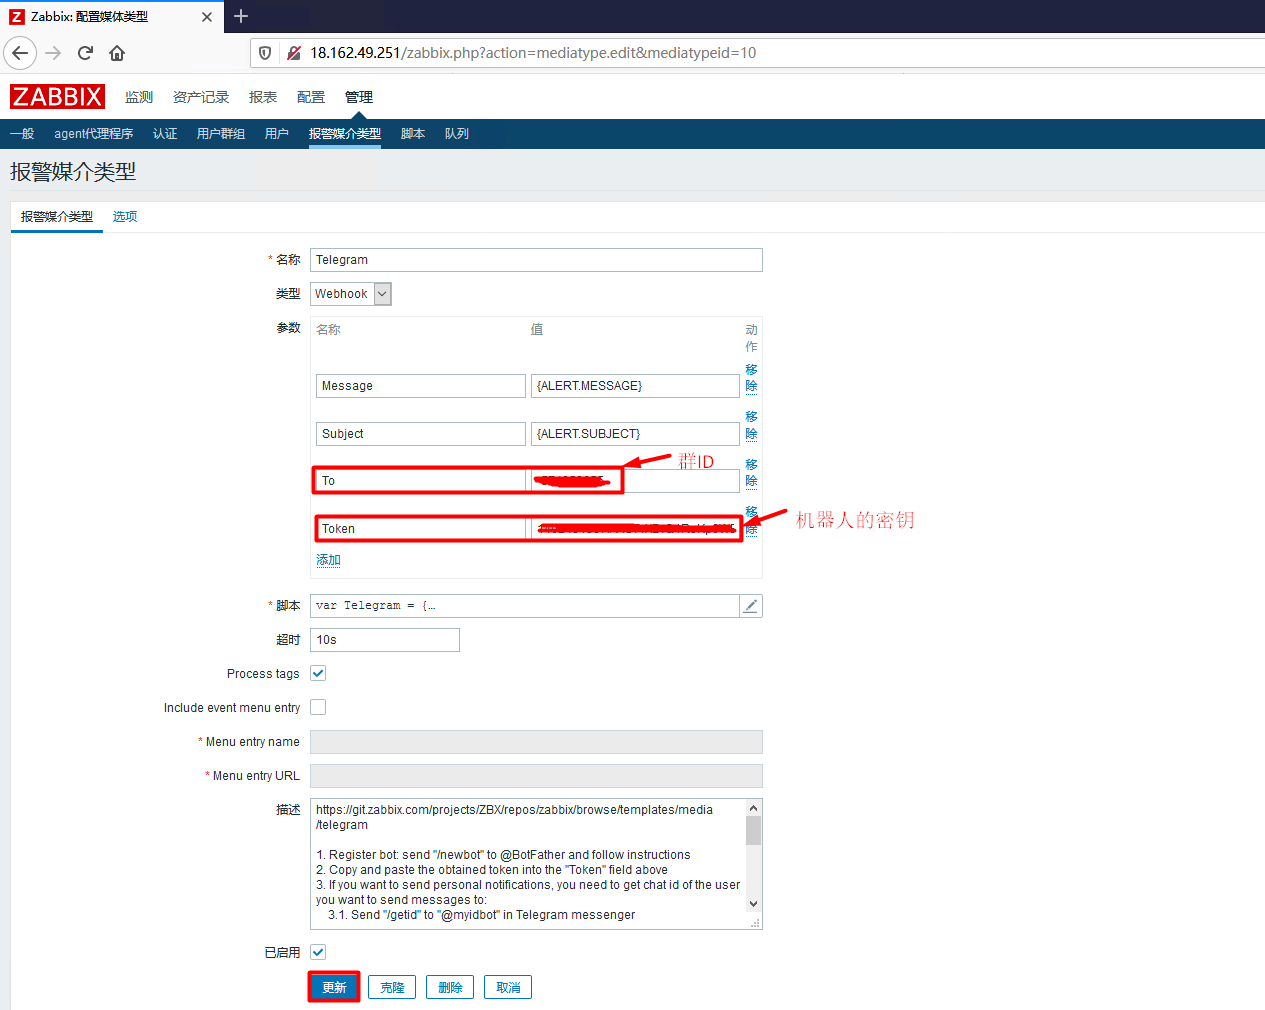 Zabbix: 配置媒体类型
18.162.49.251/zabbix.php?action=mediatype.edit&mediatypeid=10
ZABBIX 监测 资产记录 报表 配置 管理
一般 agent代理程序 认证 用户群组 用户 报警媒介类型 脚本 队列
报警媒介类型
报警媒介类型 选项
* 名称 Telegram
类型 Webhook
参数 名称 值 动作
Message {ALERT.MESSAGE} 移除
Subject {ALERT.SUBJECT} 移除
群ID
To 移除
机器人的密钥
Token 移除
添加
* 脚本 var Telegram = {…
超时 10s
Process tags
Include event menu entry
* Menu entry name
* Menu entry URL
描述 https://git.zabbix.com/projects/ZBX/repos/zabbix/browse/templates/media
/telegram
1. Register bot: send "/newbot" to @BotFather and follow instructions
2. Copy and paste the obtained token into the "Token" field above
3. If you want to send personal notifications, you need to get chat id of the user
you want to send messages to:
3.1. Send "/getid" to "@myidbot" in Telegram messenger
已启用
更新 克隆 删除 取消